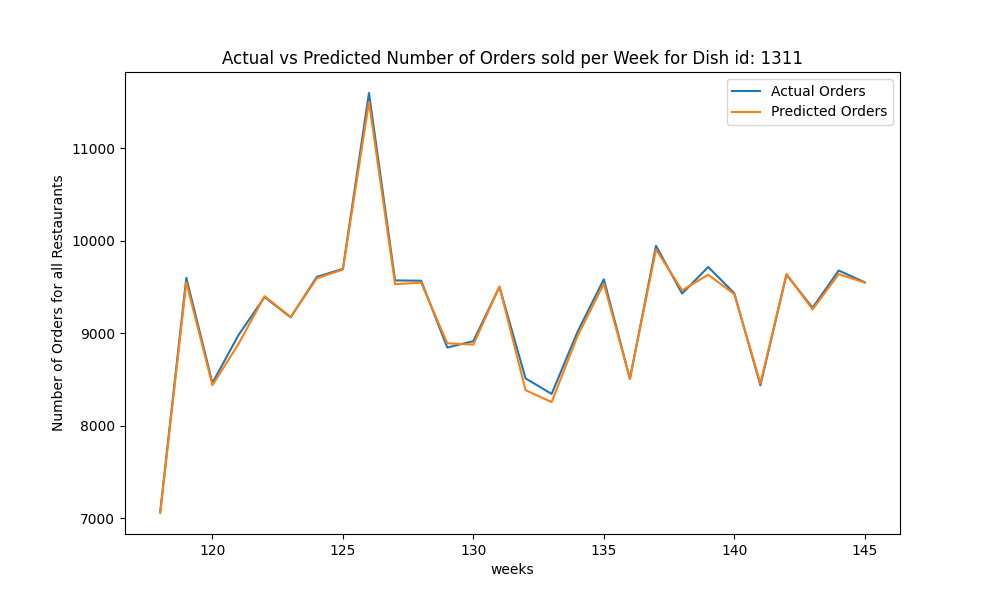 Actual vs Predicted Number of Orders sold per Week for Dish id: 1311
Actual Orders
Predicted Orders
Number of Orders for all Restaurants
11000
10000
9000
8000
7000
120 125 130 135 140 145
weeks